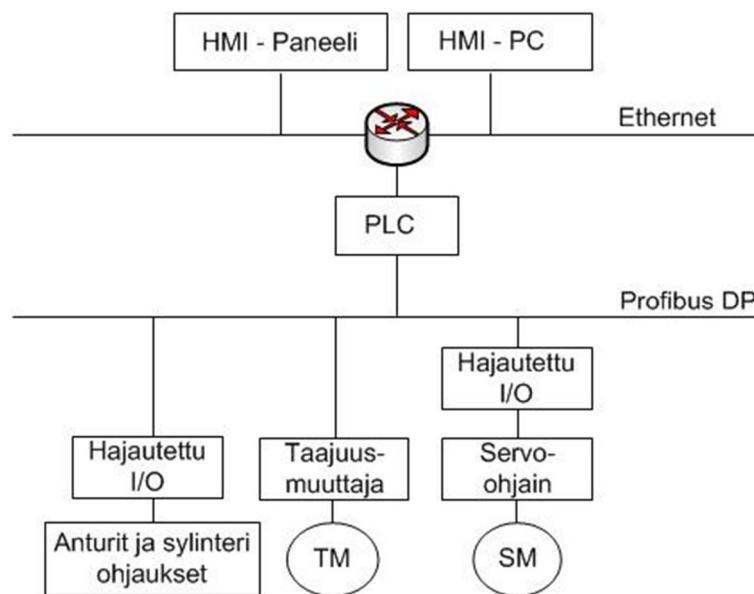 HMI - Paneeli
HMI - PC
Ethernet
PLC
Profibus DP
Hajautettu
I/O
Hajautettu
I/O
Taajuus-
muuttaja
Servo-
ohjain
Anturit ja sylinteri
ohjaukset
TM
SM